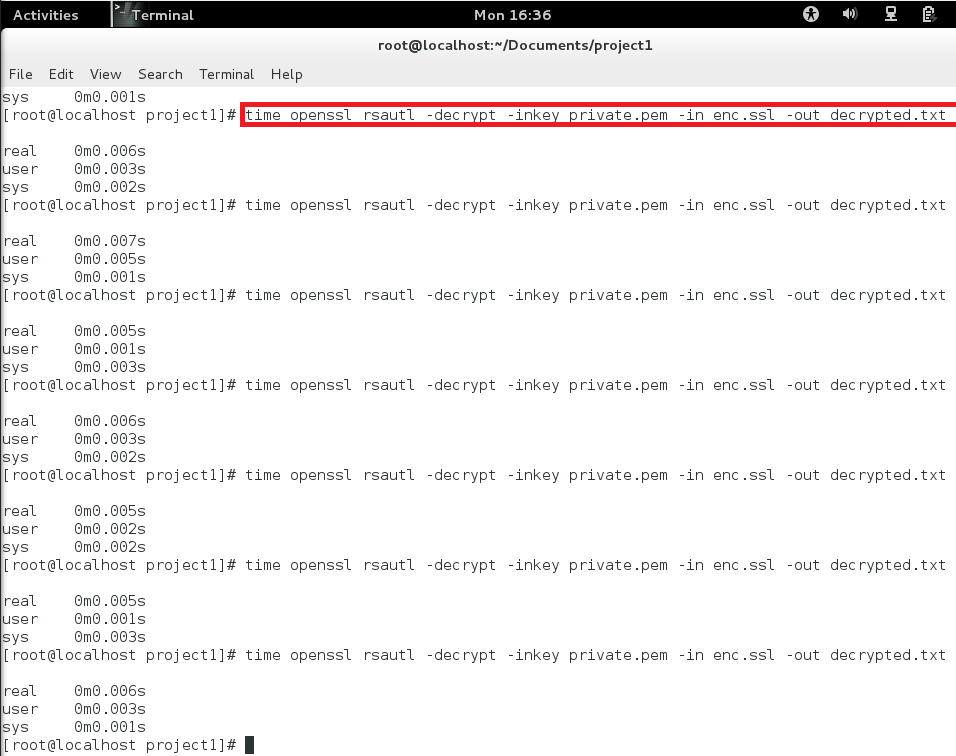 Activities Terminal Mon 16:36
root@localhost:~/Documents/project1
File Edit View Search Terminal Help
sys 0m0.001s
[root@localhost project1]# time openssl rsautl -decrypt -inkey private.pem -in enc.ssl -out decrypted.txt
real 0m0.006s
user 0m0.003s
sys 0m0.002s
[root@localhost project1]# time openssl rsautl -decrypt -inkey private.pem -in enc.ssl -out decrypted.txt
real 0m0.007s
user 0m0.005s
sys 0m0.001s
[root@localhost project1]# time openssl rsautl -decrypt -inkey private.pem -in enc.ssl -out decrypted.txt
real 0m0.005s
user 0m0.001s
sys 0m0.003s
[root@localhost project1]# time openssl rsautl -decrypt -inkey private.pem -in enc.ssl -out decrypted.txt
real 0m0.006s
user 0m0.003s
sys 0m0.002s
[root@localhost project1]# time openssl rsautl -decrypt -inkey private.pem -in enc.ssl -out decrypted.txt
real 0m0.005s
user 0m0.002s
sys 0m0.002s
[root@localhost project1]# time openssl rsautl -decrypt -inkey private.pem -in enc.ssl -out decrypted.txt
real 0m0.005s
user 0m0.001s
sys 0m0.003s
[root@localhost project1]# time openssl rsautl -decrypt -inkey private.pem -in enc.ssl -out decrypted.txt
real 0m0.006s
user 0m0.003s
sys 0m0.001s
[root@localhost project1]#